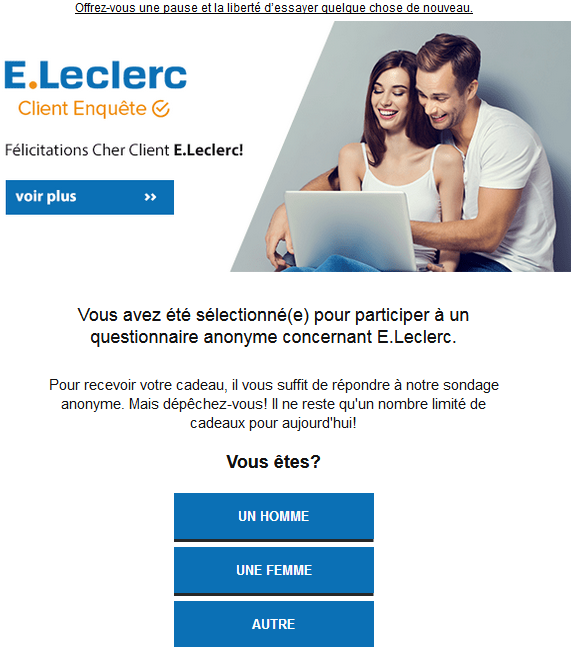 Offrez-vous une pause et la liberté d'essayer quelque chose de nouveau.
E.Leclerc
Client Enquête
Félicitations Cher Client E.Leclerc!
voir plus >>
Vous avez été sélectionné(e) pour participer à un
questionnaire anonyme concernant E.Leclerc.
Pour recevoir votre cadeau, il vous suffit de répondre à notre sondage
anonyme. Mais dépêchez-vous! Il ne reste qu'un nombre limité de
cadeaux pour aujourd'hui!
Vous êtes?
UN HOMME
UNE FEMME
AUTRE